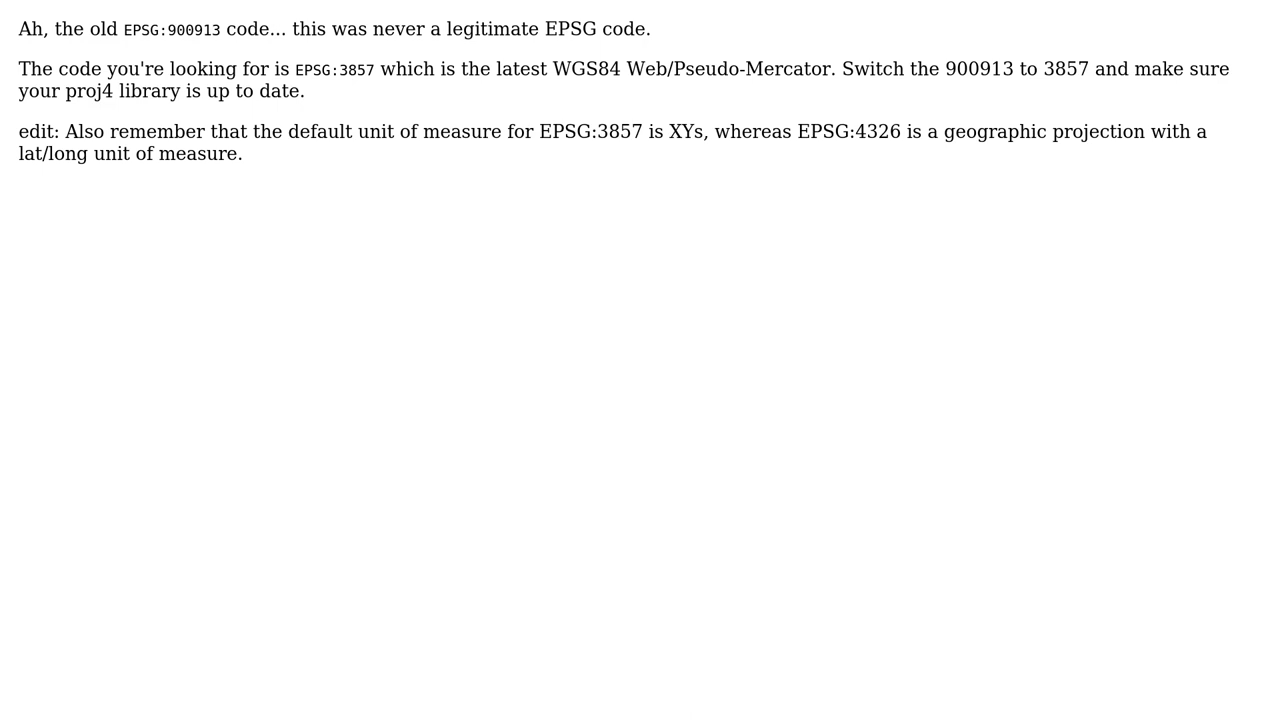 Ah, the old EPSG:900913 code... this was never a legitimate EPSG code.
The code you're looking for is EPSG:3857 which is the latest WGS84 Web/Pseudo-Mercator. Switch the 900913 to 3857 and make sure
your proj4 library is up to date.
edit: Also remember that the default unit of measure for EPSG:3857 is XYs, whereas EPSG:4326 is a geographic projection with a
lat/long unit of measure.